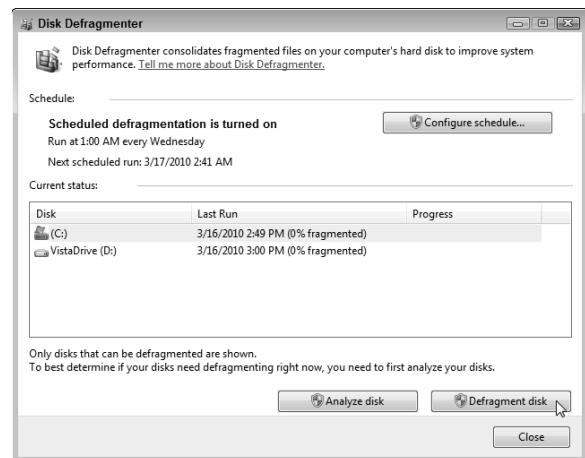 Disk Defragmenter
Disk Defragmenter consolidates fragmented files on your computer's hard disk to improve system
performance. Tell me more about Disk Defragmenter.
Schedule:
Scheduled defragmentation is turned on
Configure schedule...
Run at 1:00 AM every Wednesday
Next scheduled run: 3/17/2010 2:41 AM
Current status:
Disk Last Run Progress
(C:) 3/16/2010 2:49 PM (0% fragmented)
VistaDrive (D:) 3/16/2010 3:00 PM (0% fragmented)
Only disks that can be defragmented are shown.
To best determine if your disks need defragmenting right now, you need to first analyze your disks.
Analyze disk Defragment disk
Close